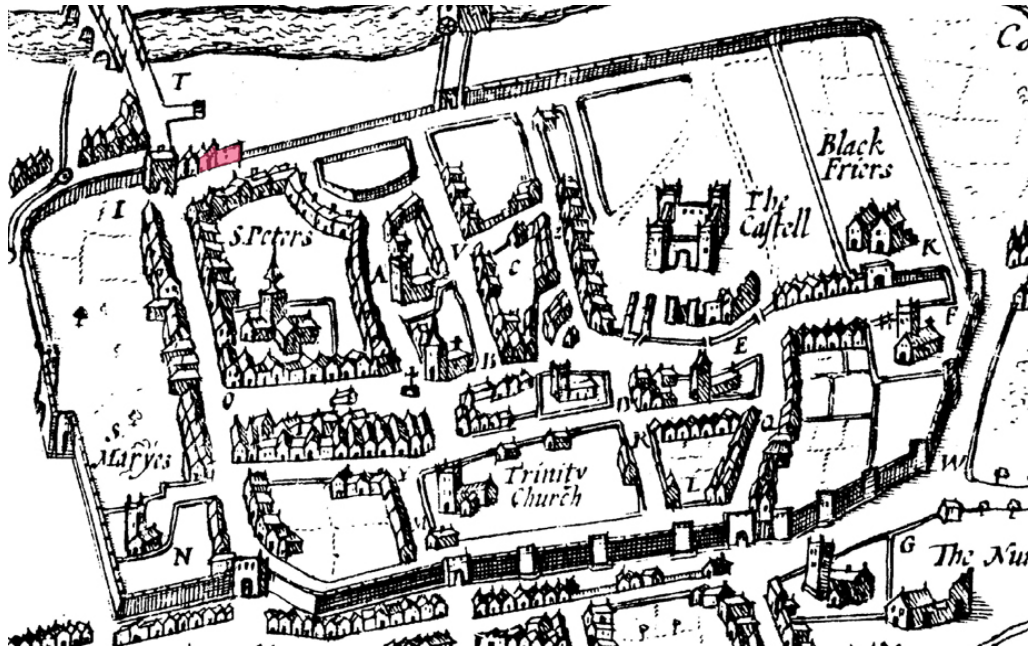 T
Co
Black
Friers
I
S. Peters
The
Castell
A
V
C
K
F
B
E
O
D
Q
S.
Maryes
Trinity
Church
L
W
M
N
G
The Nu